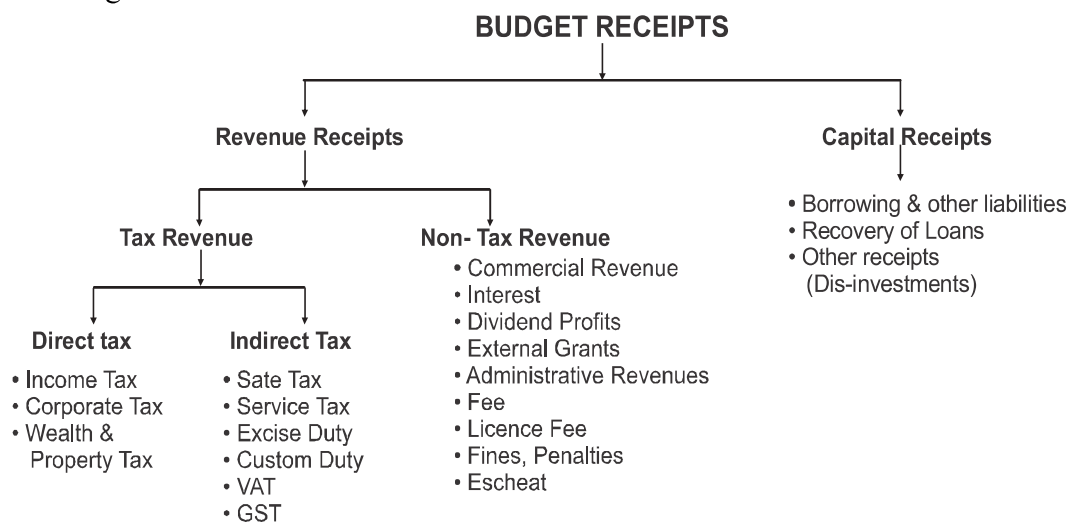 BUDGET RECEIPTS
Revenue Receipts
Capital Receipts
• Borrowing & other liabilities
• Recovery of Loans
• Other receipts
(Dis-investments)
Tax Revenue
Non- Tax Revenue
• Commercial Revenue
• Interest
• Dividend Profits
• External Grants
• Administrative Revenues
• Fee
• Licence Fee
• Fines, Penalties
• Escheat
Direct tax
• Income Tax
• Corporate Tax
• Wealth &
Property Tax
Indirect Tax
• Sate Tax
• Service Tax
• Excise Duty
• Custom Duty
• VAT
• GST